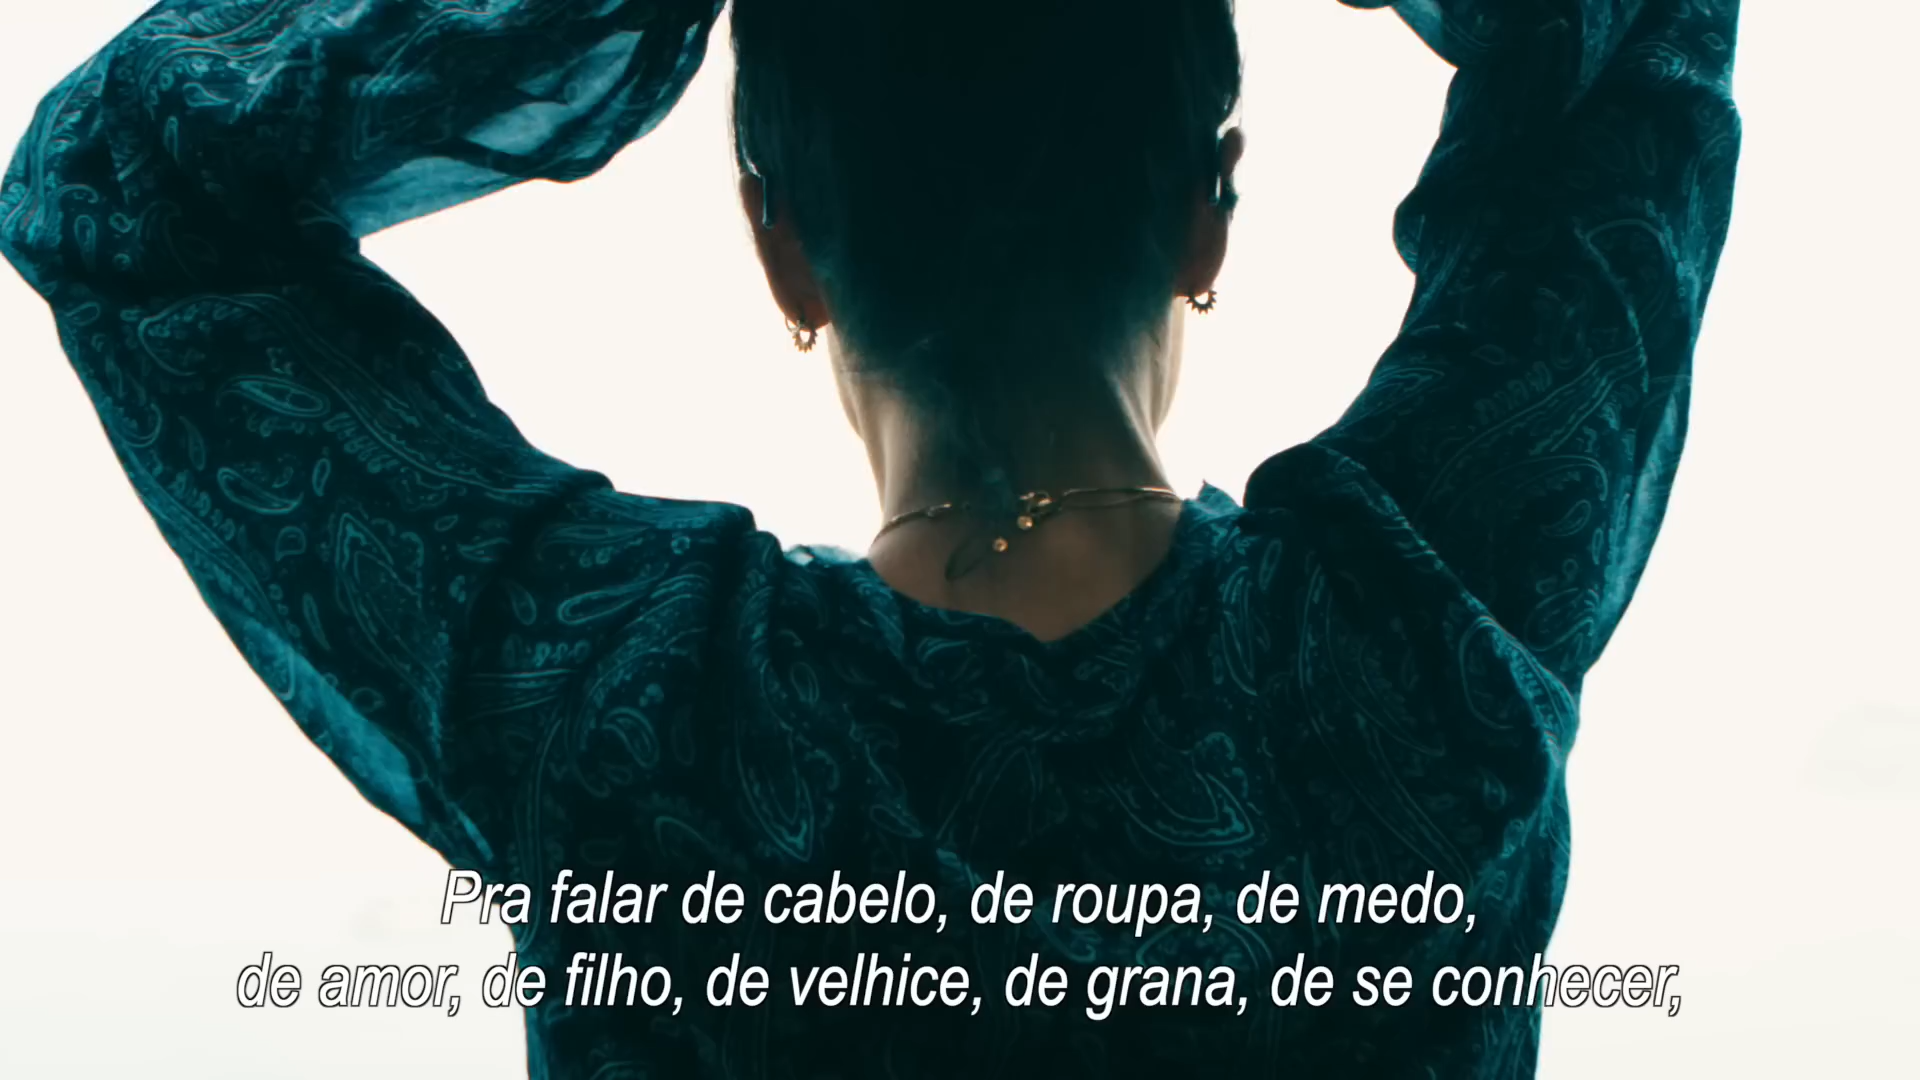 Pra falar de cabelo, de roupa, de medo,
de amor, de filho, de velhice, de grana, de se conhecer,